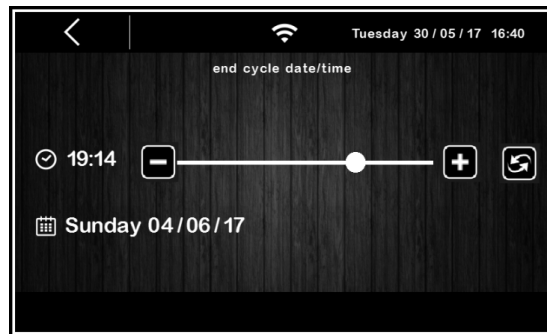 Tuesday 30 / 05 / 17 16:40
end cycle date/time
19:14
Sunday 04 / 06 / 17